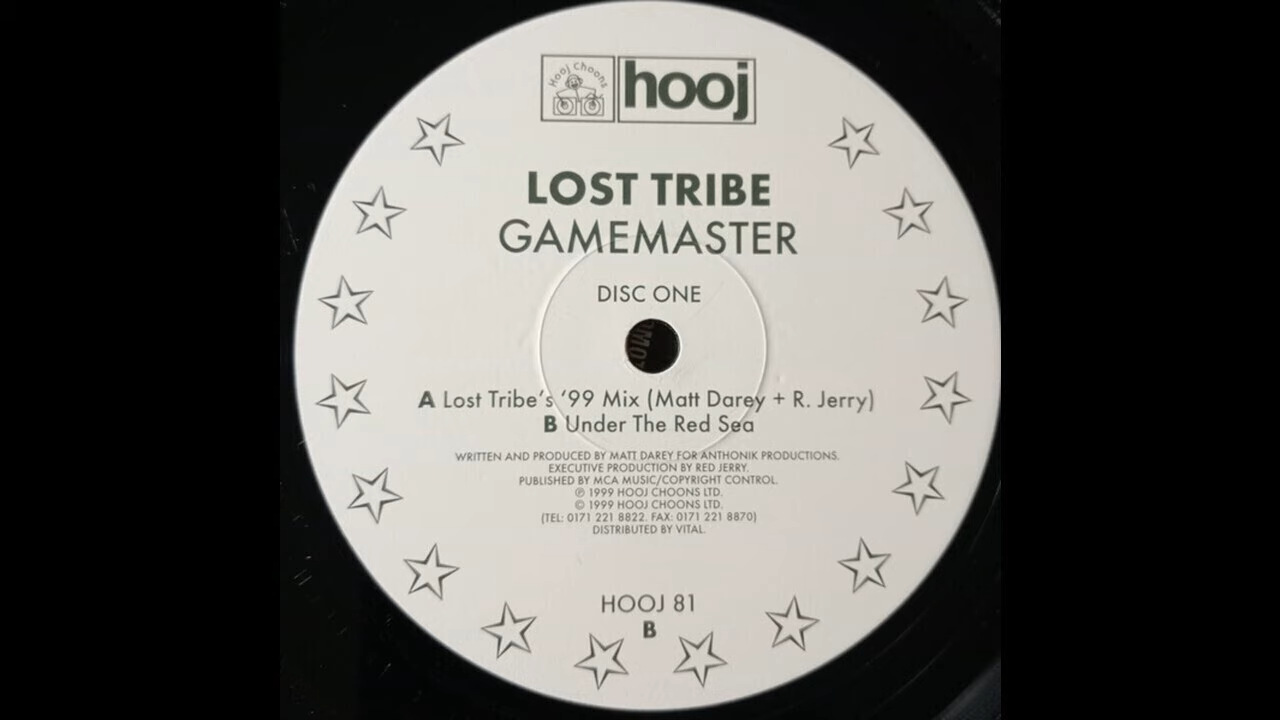 Hooj Choons
hooj
LOST TRIBE
GAMEMASTER
DISC ONE
A Lost Tribe's '99 Mix (Matt Darey + R. Jerry)
B Under The Red Sea
WRITTEN AND PRODUCED BY MATT DAREY FOR ANTHONIK PRODUCTIONS.
EXECUTIVE PRODUCTION BY RED JERRY.
PUBLISHED BY MCA MUSIC/COPYRIGHT CONTROL.
℗ 1999 HOOJ CHOONS LTD.
© 1999 HOOJ CHOONS LTD.
(TEL: 0171 221 8822. FAX: 0171 221 8870)
DISTRIBUTED BY VITAL.
HOOJ 81
B